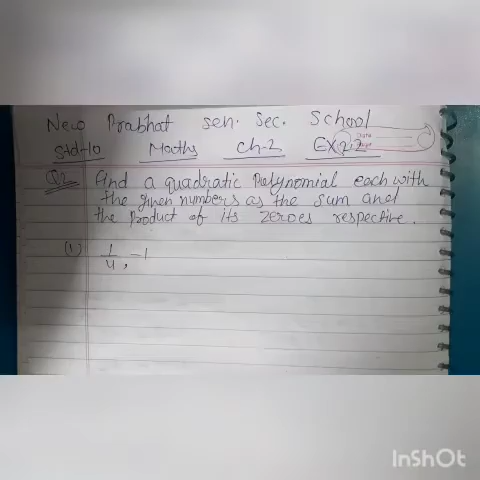 New Prabhat sen. Sec. School
Std-10 Maths Ch-2 EX 2.2
Q2 Find a quadratic Polynomial each with
the given numbers as the sum and
the Product of its zeroes respective.
(1) 1/4, -1
InShOt